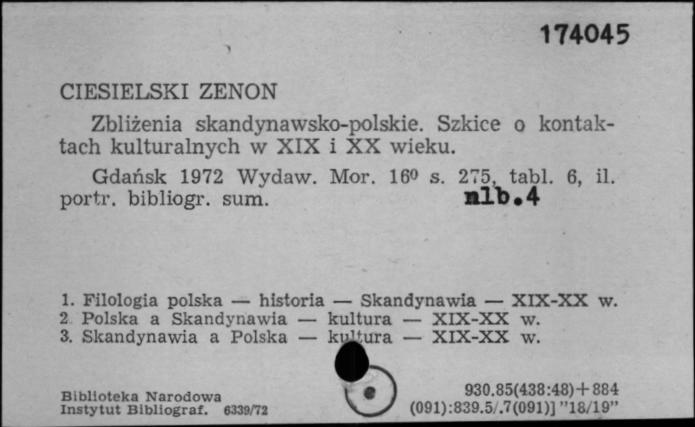 174045
CIESIELSKI ZENON
Zbliżenia skandynawsko-polskie. Szkice o kontak-
tach kulturalnych w XIX i XX wieku.
Gdańsk 1972 Wydaw. Mor. 16⁰ s. 275, tabl. 6, il.
portr. bibliogr. sum. nlb.4
1. Filologia polska — historia — Skandynawia — XIX-XX w.
2. Polska a Skandynawia — kultura — XIX-XX w.
3. Skandynawia a Polska — kultura — XIX-XX w.
930.85(438:48)+884
Biblioteka Narodowa
Instytut Bibliograf. 6339/72 (091):839.5/.7(091)] "18/19"